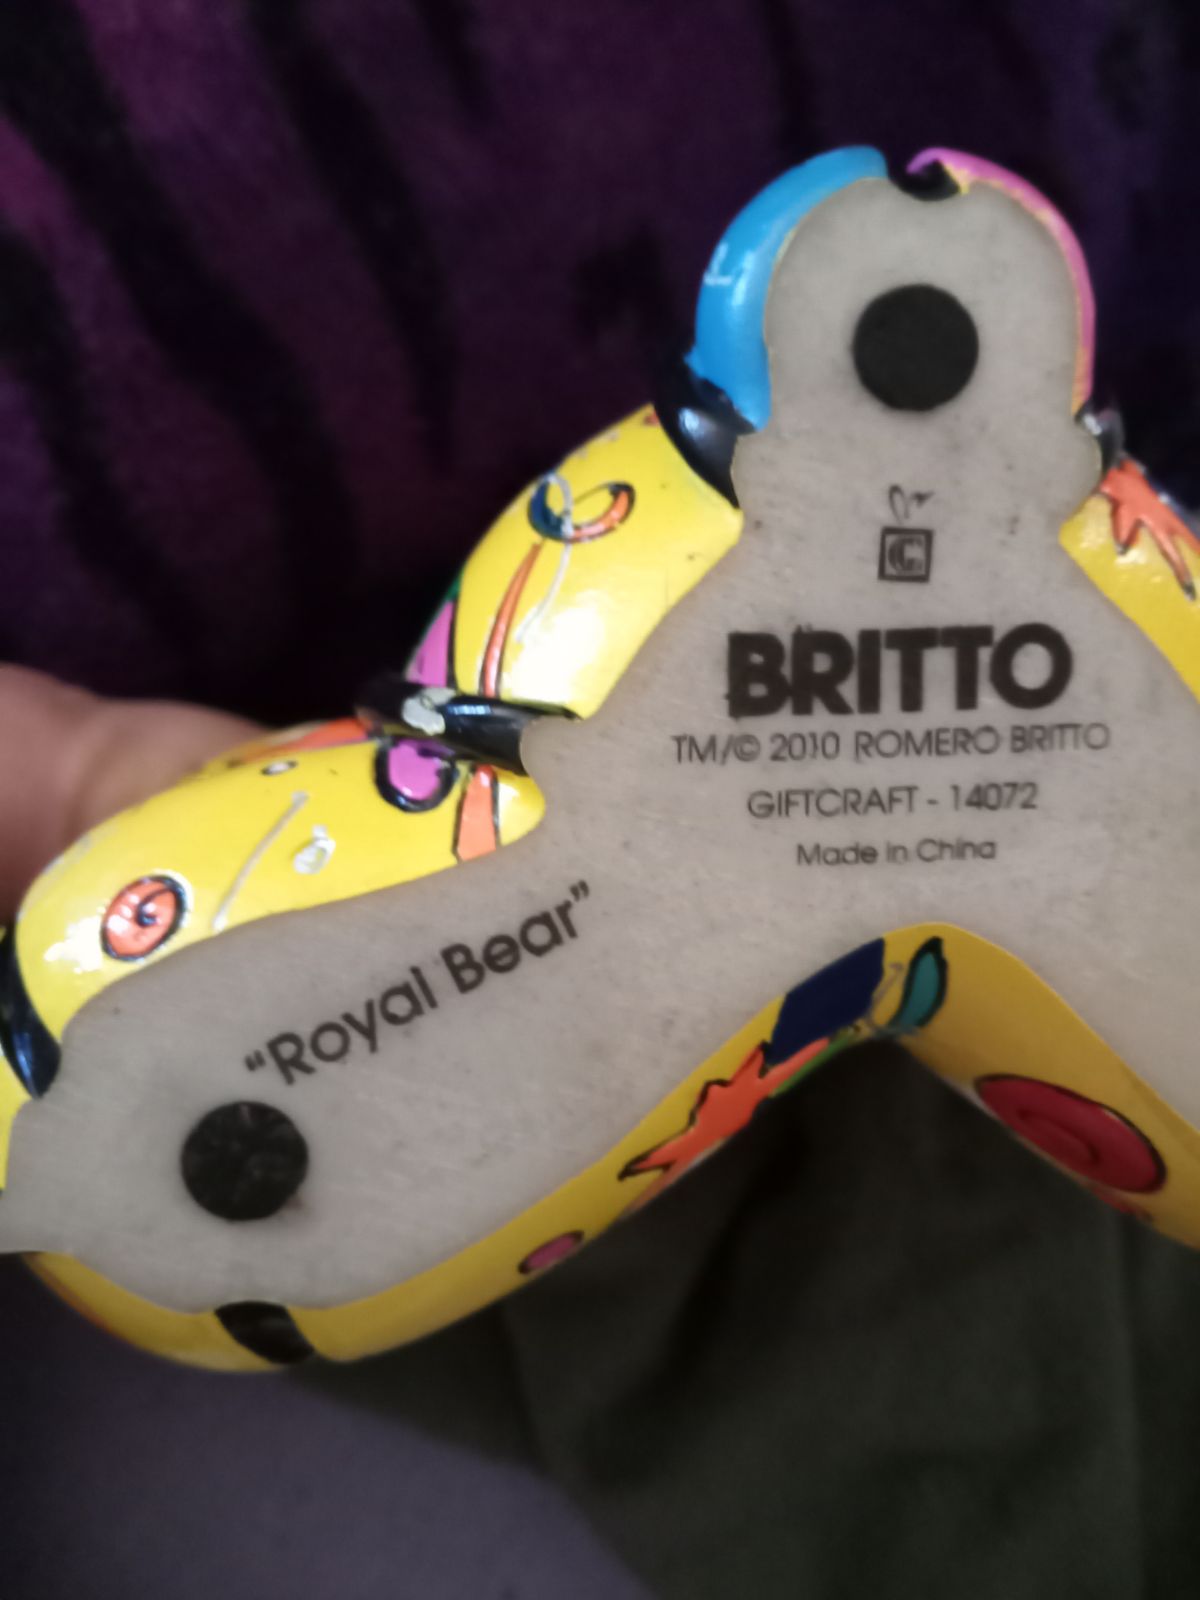 BRITTO
TM/© 2010 ROMERO BRITTO
GIFTCRAFT - 14072
Made in China
"Royal Bear"